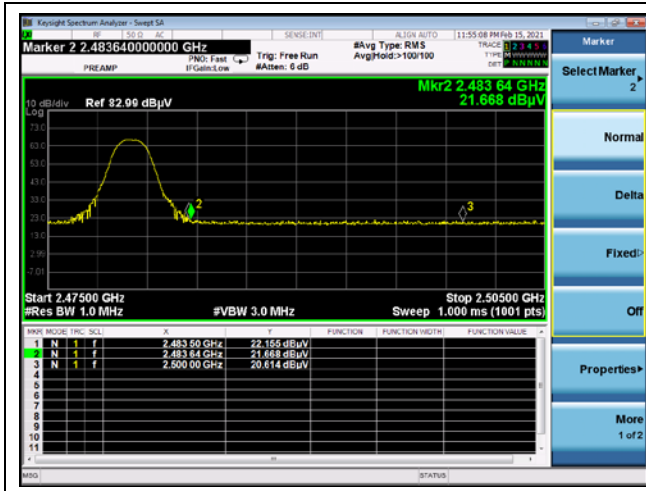 Keysight Spectrum Analyzer - Swept SA
RF 50 Ω AC SENSE:INT ALIGN AUTO 11:55:08 PM Feb 15, 2021
Marker 2 2.483640000000 GHz
PREAMP
PNO: Fast
IFGain:Low
Trig: Free Run
#Atten: 6 dB
#Avg Type: RMS
Avg|Hold:>100/100
TRACE 1 2 3 4 5 6
TYPE M
DET P N N N N N
Mkr2 2.483 64 GHz
21.668 dBµV
10 dB/div Ref 82.99 dBµV
Log
73.0
63.0
53.0
43.0
33.0
23.0
13.0
2.99
-7.01
2
3
Start 2.47500 GHz
Stop 2.50500 GHz
#Res BW 1.0 MHz
#VBW 3.0 MHz
Sweep 1.000 ms (1001 pts)
MKR MODE TRC SCL X Y FUNCTION FUNCTION WIDTH FUNCTION VALUE
1 N 1 f 2.483 50 GHz 22.155 dBµV
2 N 1 f 2.483 64 GHz 21.668 dBµV
3 N 1 f 2.500 00 GHz 20.614 dBµV
4
5
6
7
8
9
10
11
MSG
STATUS
Marker
Select Marker
2
Normal
Delta
Fixed
Off
Properties
More
1 of 2